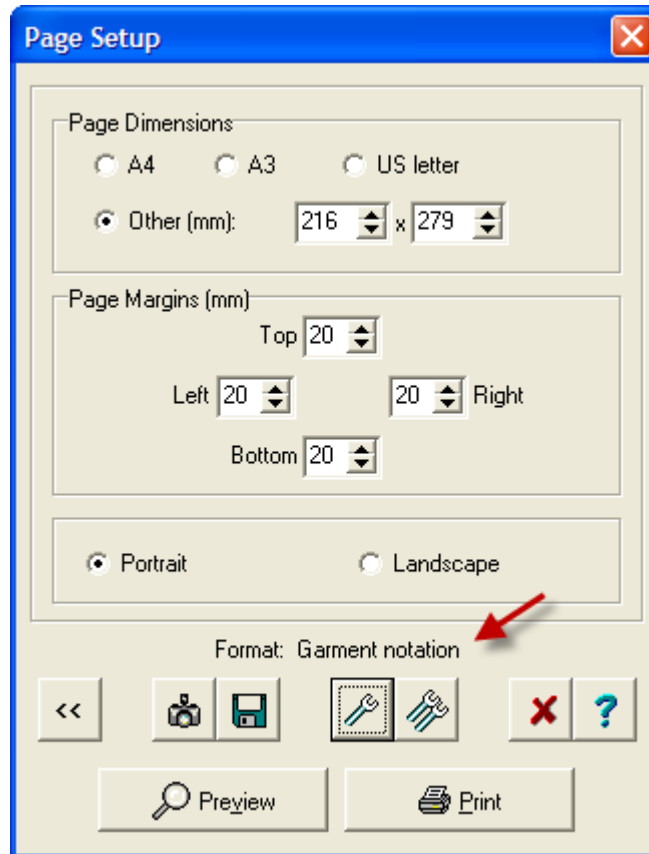 Page Setup
Page Dimensions
A4 A3 US letter
Other (mm): 216 x 279
Page Margins (mm)
Top 20
Left 20 20 Right
Bottom 20
Portrait Landscape
Format: Garment notation
<< ?
Preview Print